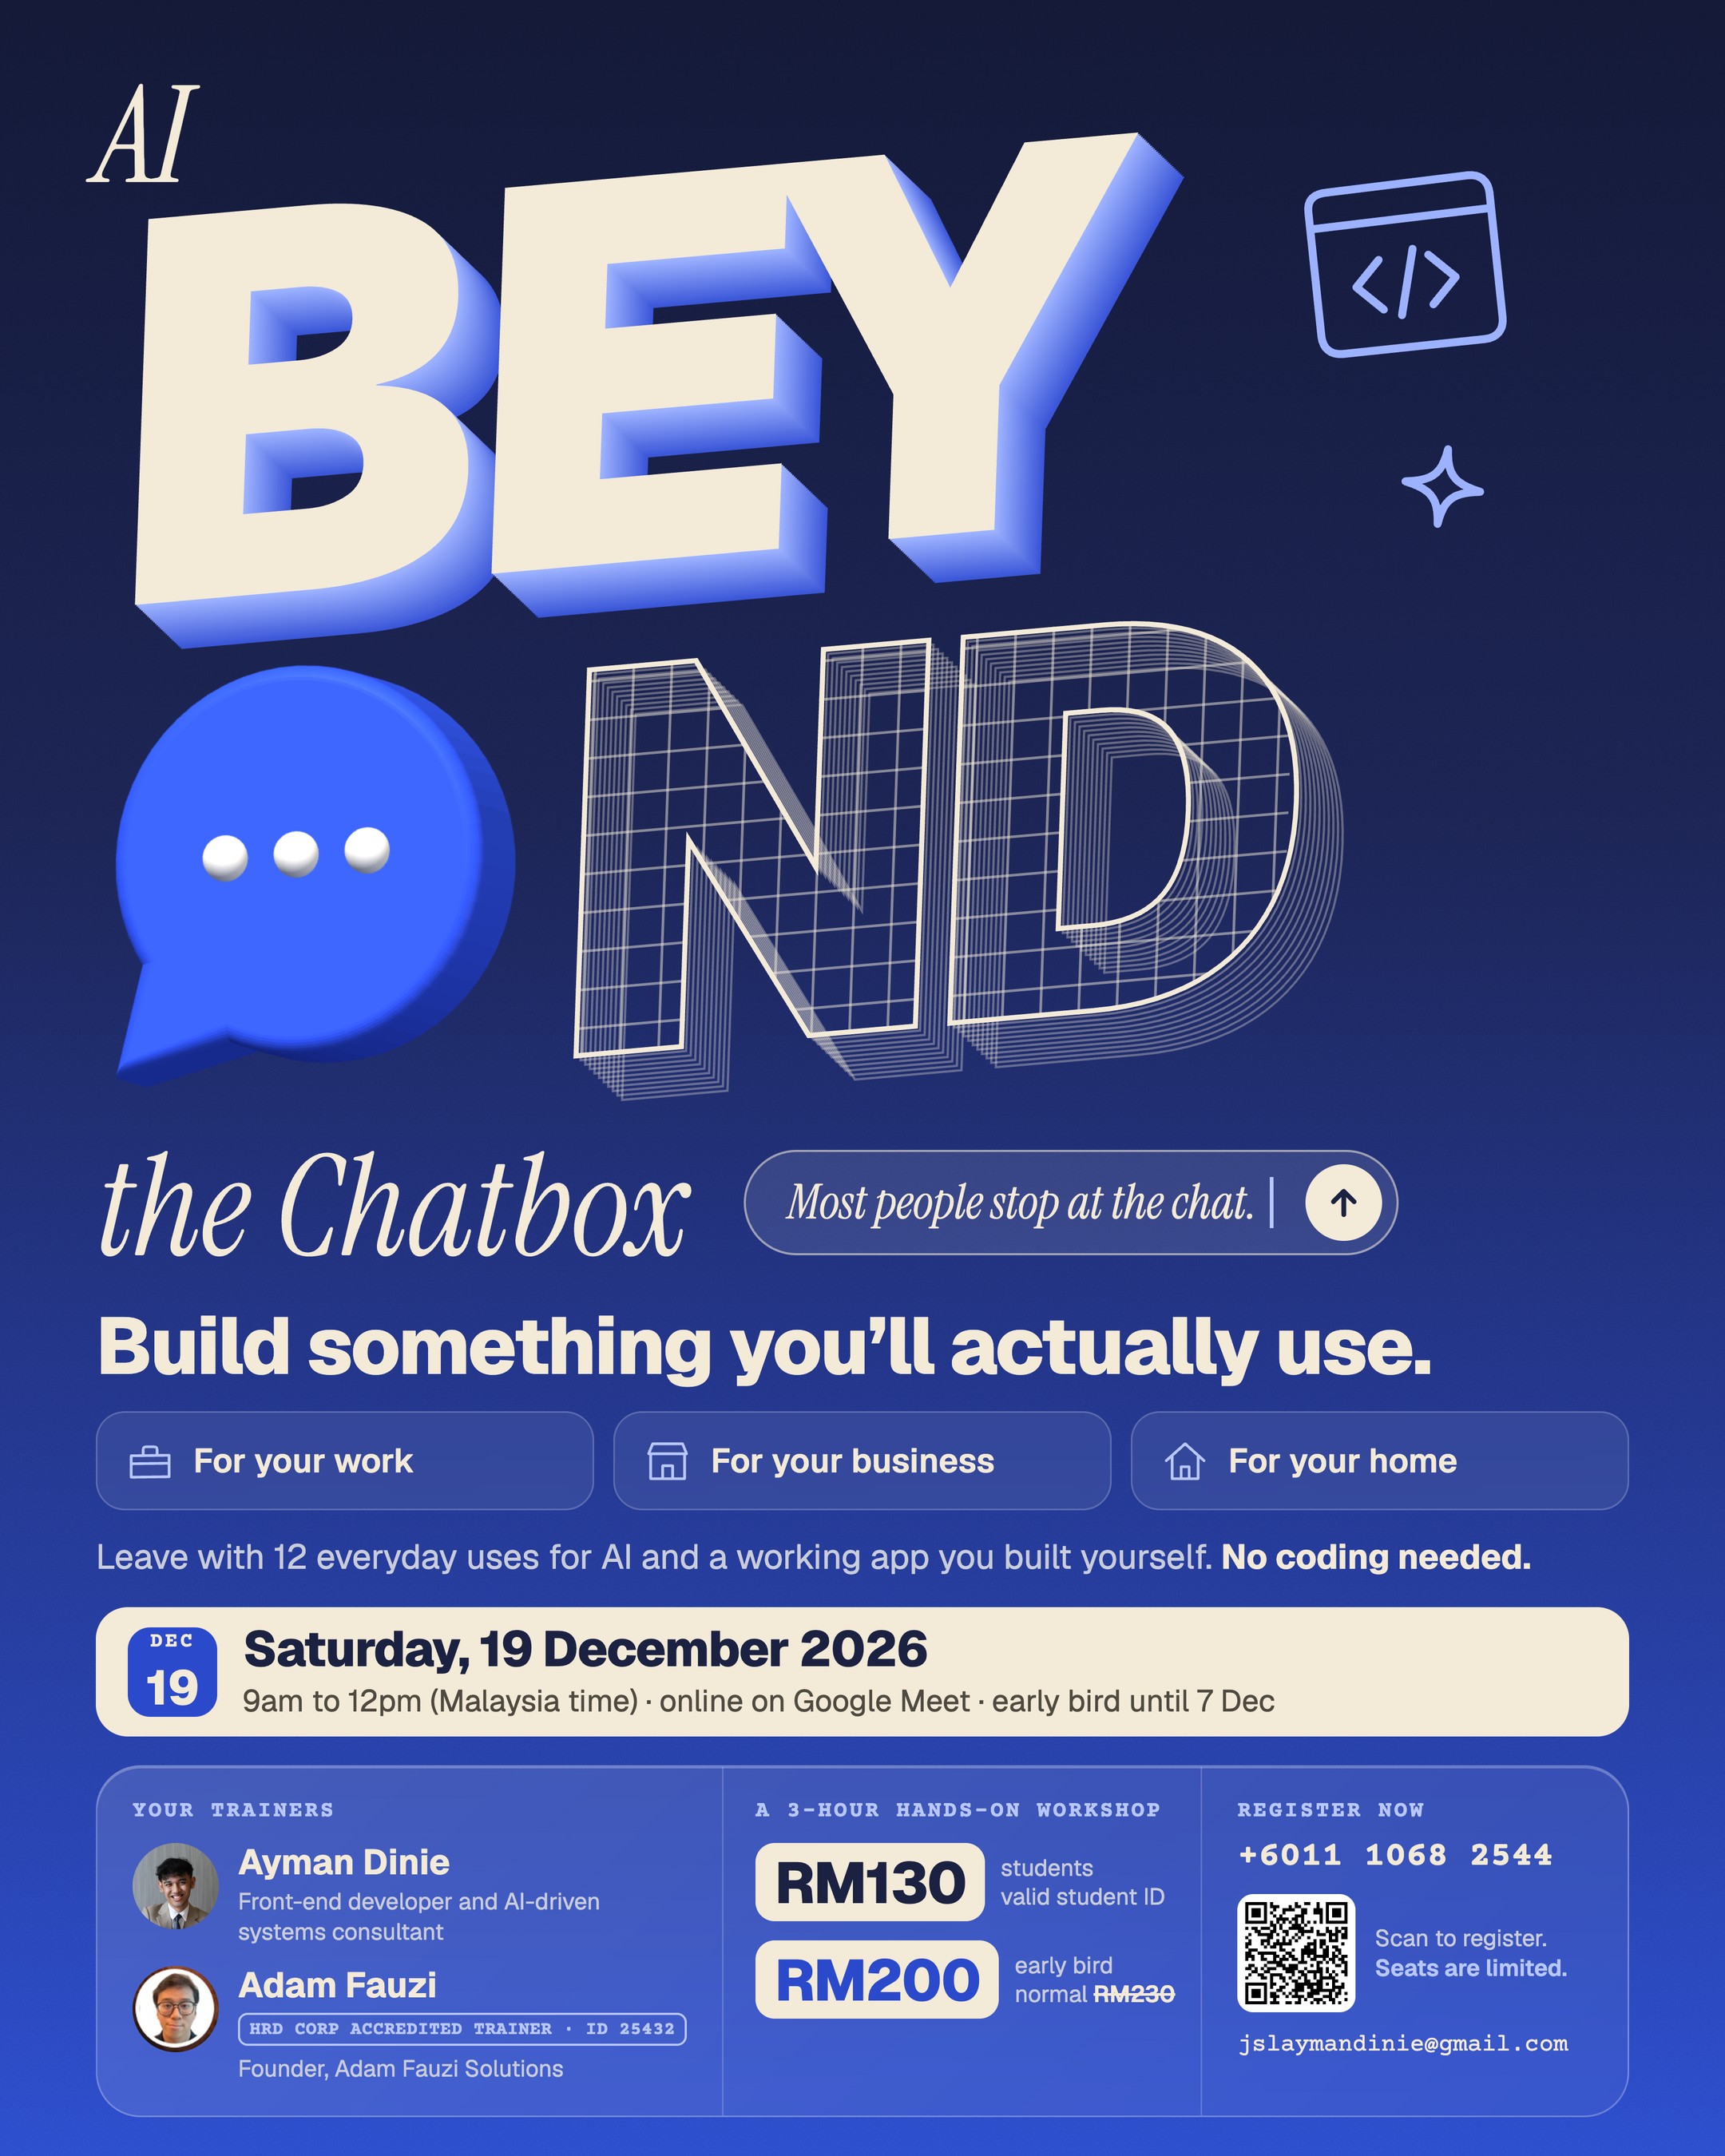 AI
BEY
ND
the Chatbox
Most people stop at the chat.
</>
Build something you’ll actually use.
For your work
For your business
For your home
Leave with 12 everyday uses for AI and a working app you built yourself. No coding needed.
DEC
19
Saturday, 19 December 2026
9am to 12pm (Malaysia time) · online on Google Meet · early bird until 7 Dec
YOUR TRAINERS
Ayman Dinie
Front-end developer and AI-driven
systems consultant
Adam Fauzi
HRD CORP ACCREDITED TRAINER · ID 25432
Founder, Adam Fauzi Solutions
A 3-HOUR HANDS-ON WORKSHOP
RM130
students
valid student ID
RM200
early bird
normal RM230
REGISTER NOW
+6011 1068 2544
Scan to register.
Seats are limited.
jslaymandinie@gmail.com